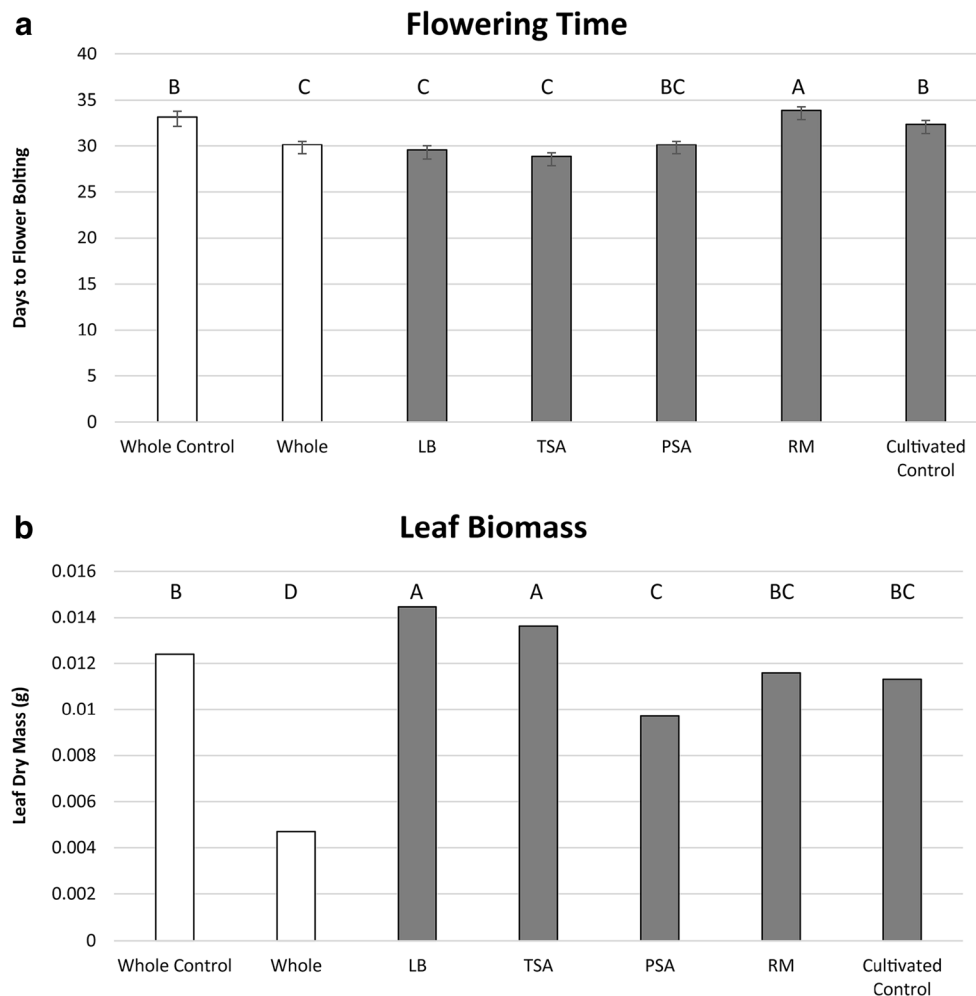 a
Flowering Time
Days to Flower Bolting
40
35
30
25
20
15
10
5
0
B C C C BC A B
Whole Control Whole LB TSA PSA RM Cultivated Control
b
Leaf Biomass
Leaf Dry Mass (g)
0.016
0.014
0.012
0.01
0.008
0.006
0.004
0.002
0
B D A A C BC BC
Whole Control Whole LB TSA PSA RM Cultivated Control